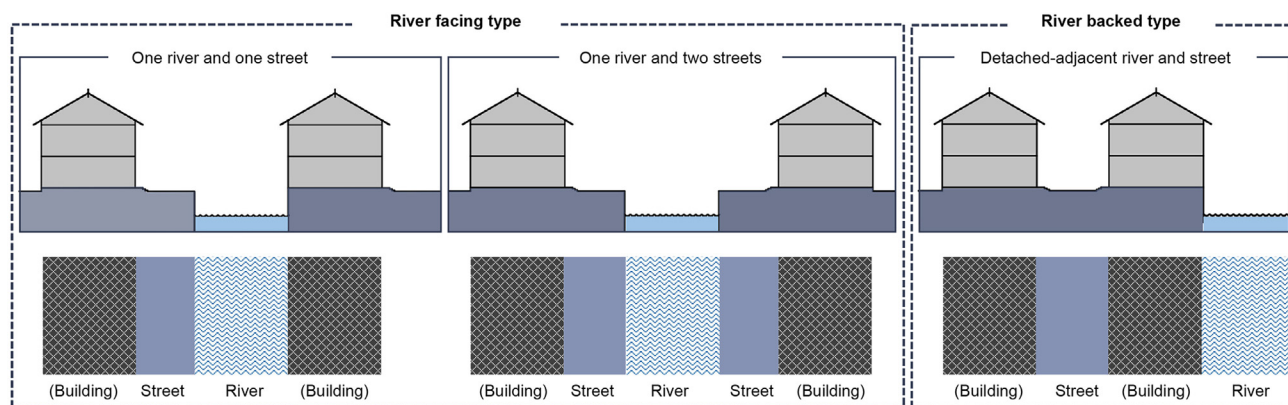 River facing type
River backed type
One river and one street
One river and two streets
Detached-adjacent river and street
(Building) Street River (Building)
(Building) Street River Street (Building)
(Building) Street (Building) River